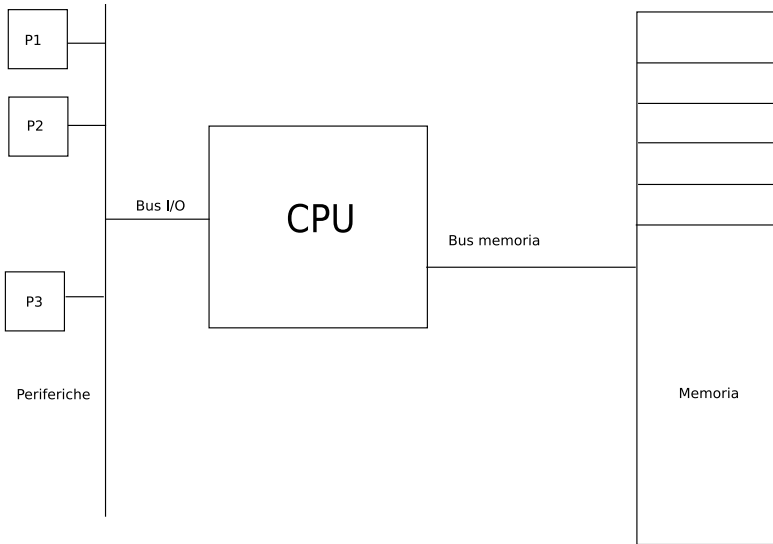 P1
P2
Bus I/O
CPU
Bus memoria
P3
Periferiche
Memoria